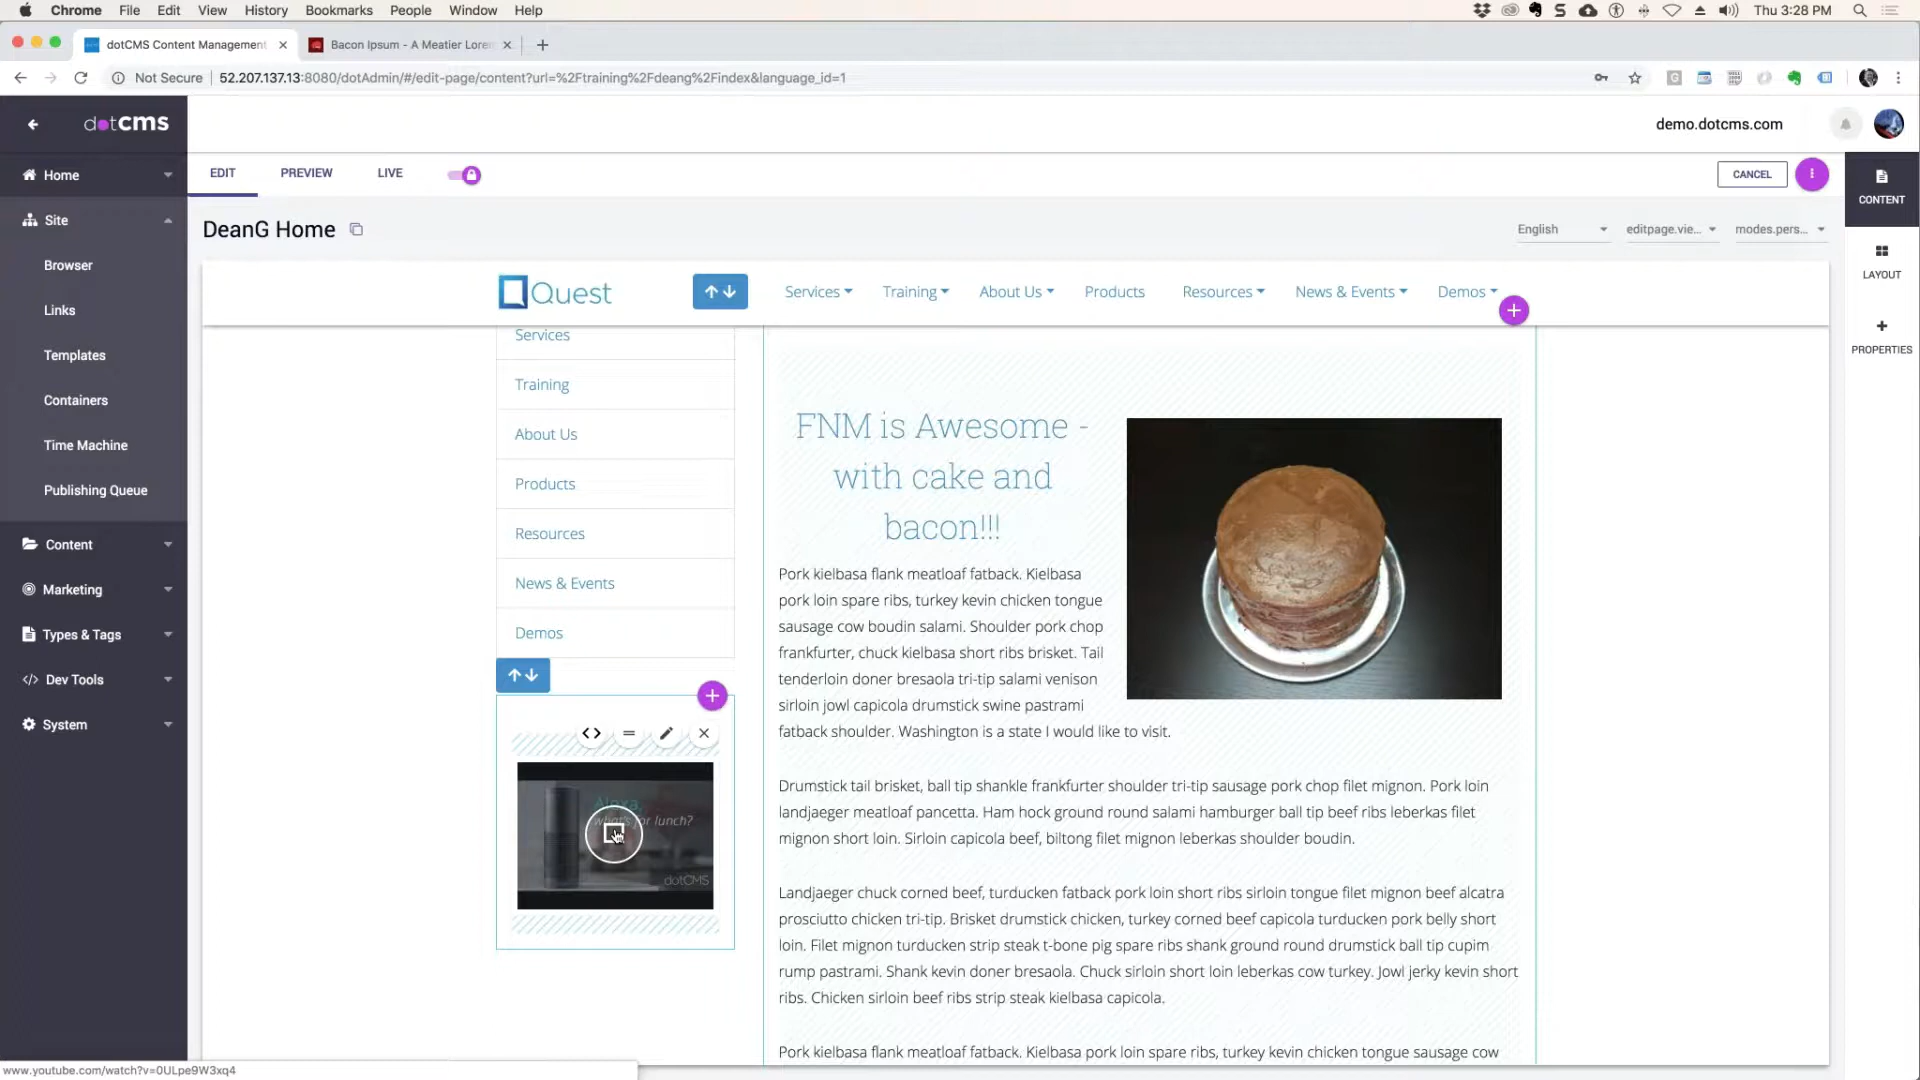 Chrome File Edit View History Bookmarks People Window Help
Thu 3:28 PM
dotCMS Content Management
Bacon Ipsum - A Meatier Lorem
Not Secure 52.207.137.13:8080/dotAdmin/#/edit-page/content?url=%2Ftraining%2Fdeang%2Findex&language_id=1
dotCMS
demo.dotcms.com
Home
Site
Browser
Links
Templates
Containers
Time Machine
Publishing Queue
Content
Marketing
Types & Tags
Dev Tools
System
EDIT PREVIEW LIVE
CANCEL
CONTENT
LAYOUT
PROPERTIES
DeanG Home
English editpage.vie... modes.pers...
Quest
Services Training About Us Products Resources News & Events Demos
Services
Training
About Us
Products
Resources
News & Events
Demos
Alexa,
what's for lunch?
dotCMS
FNM is Awesome -
with cake and
bacon!!!
Pork kielbasa flank meatloaf fatback. Kielbasa
pork loin spare ribs, turkey kevin chicken tongue
sausage cow boudin salami. Shoulder pork chop
frankfurter, chuck kielbasa short ribs brisket. Tail
tenderloin doner bresaola tri-tip salami venison
sirloin jowl capicola drumstick swine pastrami
fatback shoulder. Washington is a state I would like to visit.
Drumstick tail brisket, ball tip shankle frankfurter shoulder tri-tip sausage pork chop filet mignon. Pork loin
landjaeger meatloaf pancetta. Ham hock ground round salami hamburger ball tip beef ribs leberkas filet
mignon short loin. Sirloin capicola beef, biltong filet mignon leberkas shoulder boudin.
Landjaeger chuck corned beef, turducken fatback pork loin short ribs sirloin tongue filet mignon beef alcatra
prosciutto chicken tri-tip. Brisket drumstick chicken, turkey corned beef capicola turducken pork belly short
loin. Filet mignon turducken strip steak t-bone pig spare ribs shank ground round drumstick ball tip cupim
rump pastrami. Shank kevin doner bresaola. Chuck sirloin short loin leberkas cow turkey. Jowl jerky kevin short
ribs. Chicken sirloin beef ribs strip steak kielbasa capicola.
Pork kielbasa flank meatloaf fatback. Kielbasa pork loin spare ribs, turkey kevin chicken tongue sausage cow
www.youtube.com/watch?v=0ULpe9W3xq4